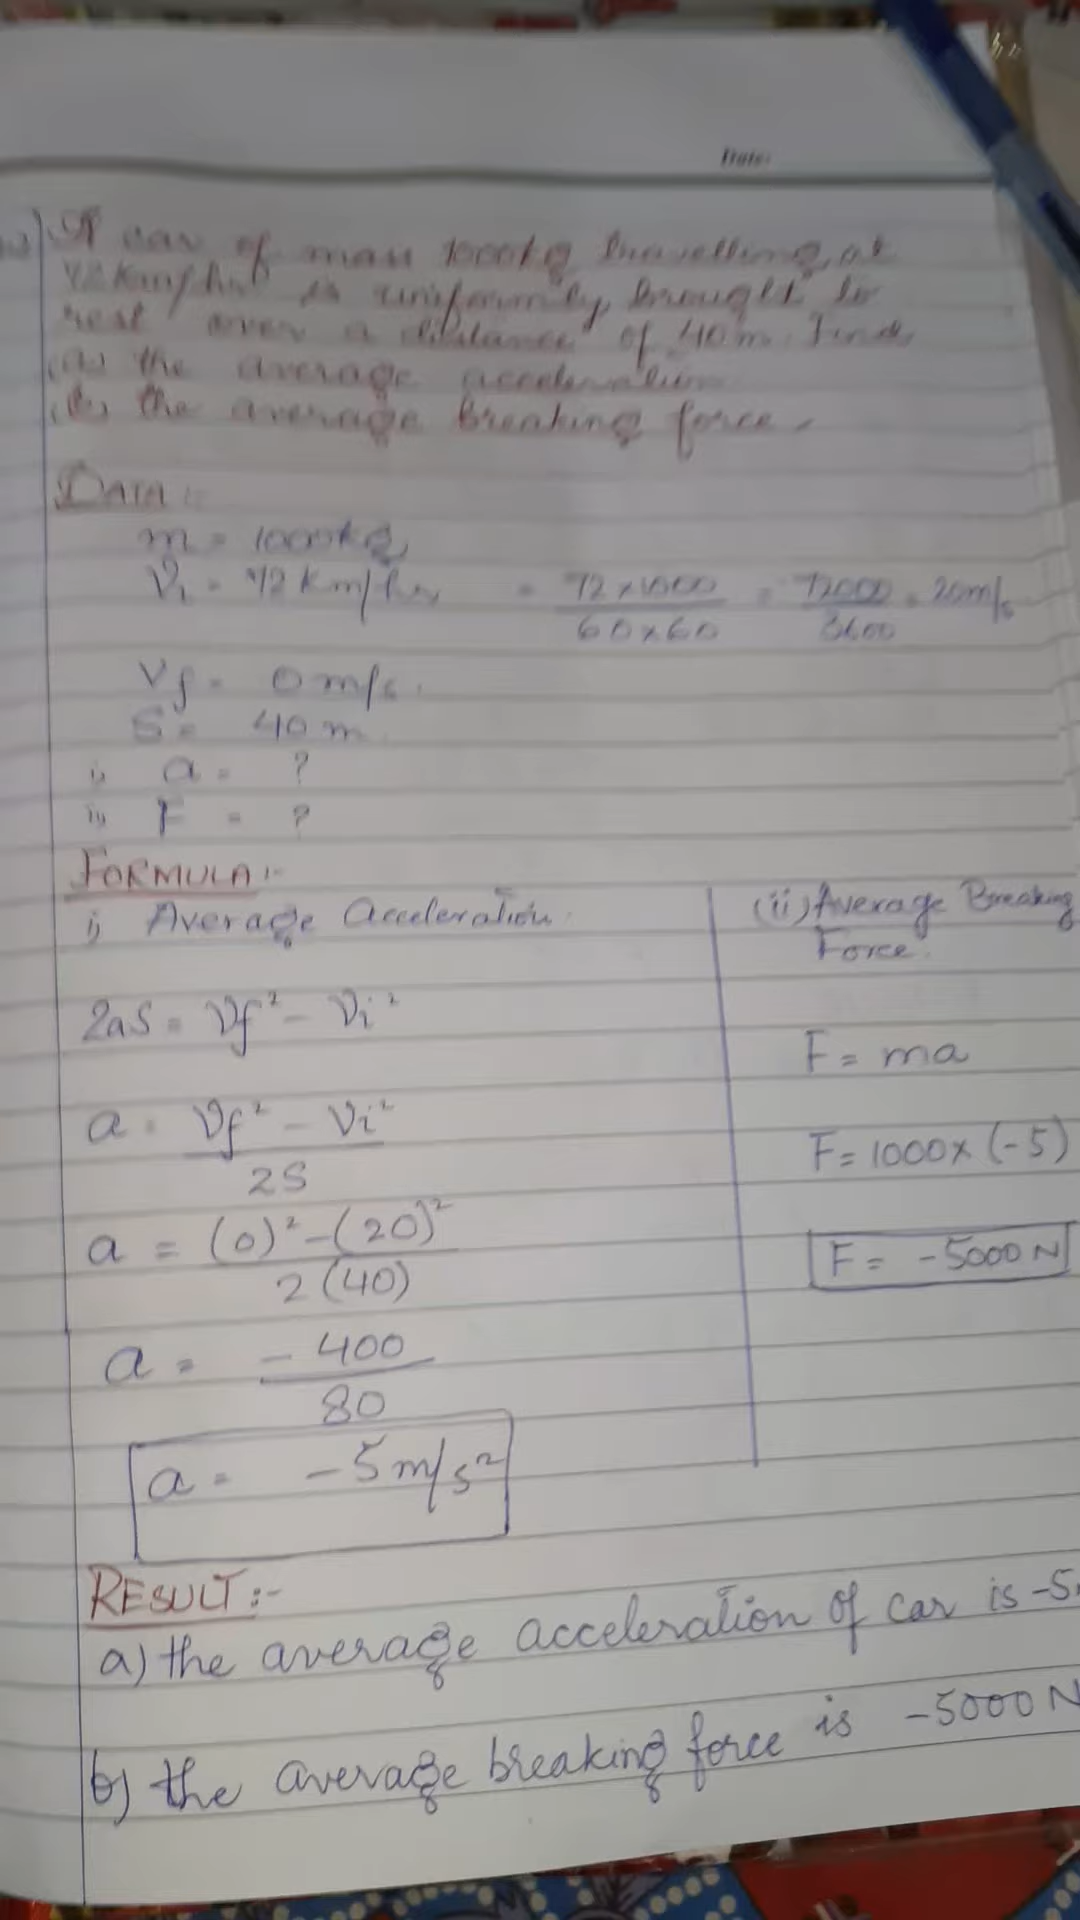 Date:
A car of mass 1000kg travelling at
72km/hr is uniformly brought to
rest over a distance of 40m. Find
(a) the average acceleration
(b) the average breaking force.
DATA :-
m = 1000kg
Vi = 72 km/hr = 72×1000 / 60×60 = 72000 / 3600 = 20m/s
Vf = 0 m/s.
S = 40 m
i, a = ?
ii, F = ?
FORMULA :-
i, Average Acceleration
2aS = Vf² - Vi²
a = Vf² - Vi² / 2S
a = (0)² - (20)² / 2(40)
a = - 400 / 80
a = - 5 m/s²
(ii) Average Breaking
Force.
F = ma
F = 1000 x (-5)
F = -5000 N
RESULT :-
a) the average acceleration of car is -5
b) the average breaking force is -5000 N